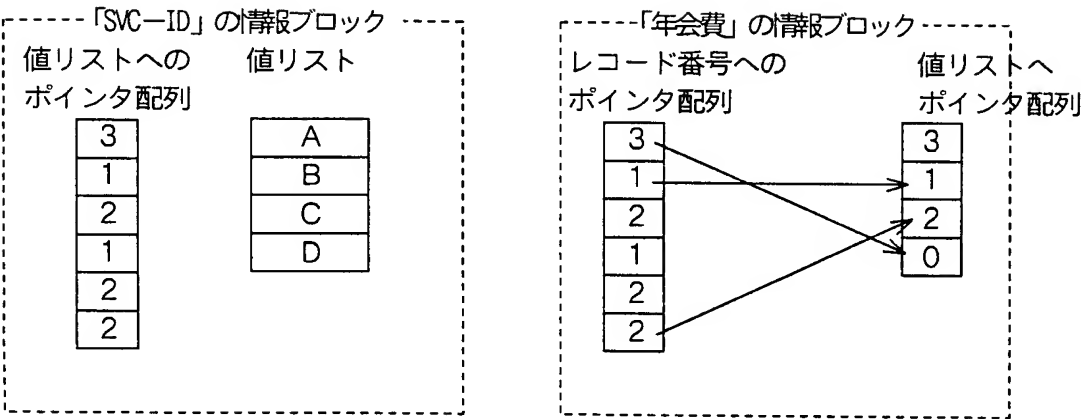 「SVC－ID」の情報ブロック
値リストへの
ポインタ配列
3
1
2
1
2
2
値リスト
A
B
C
D
「年会費」の情報ブロック
レコード番号への
ポインタ配列
3
1
2
1
2
2
値リストへ
ポインタ配列
3
1
2
0